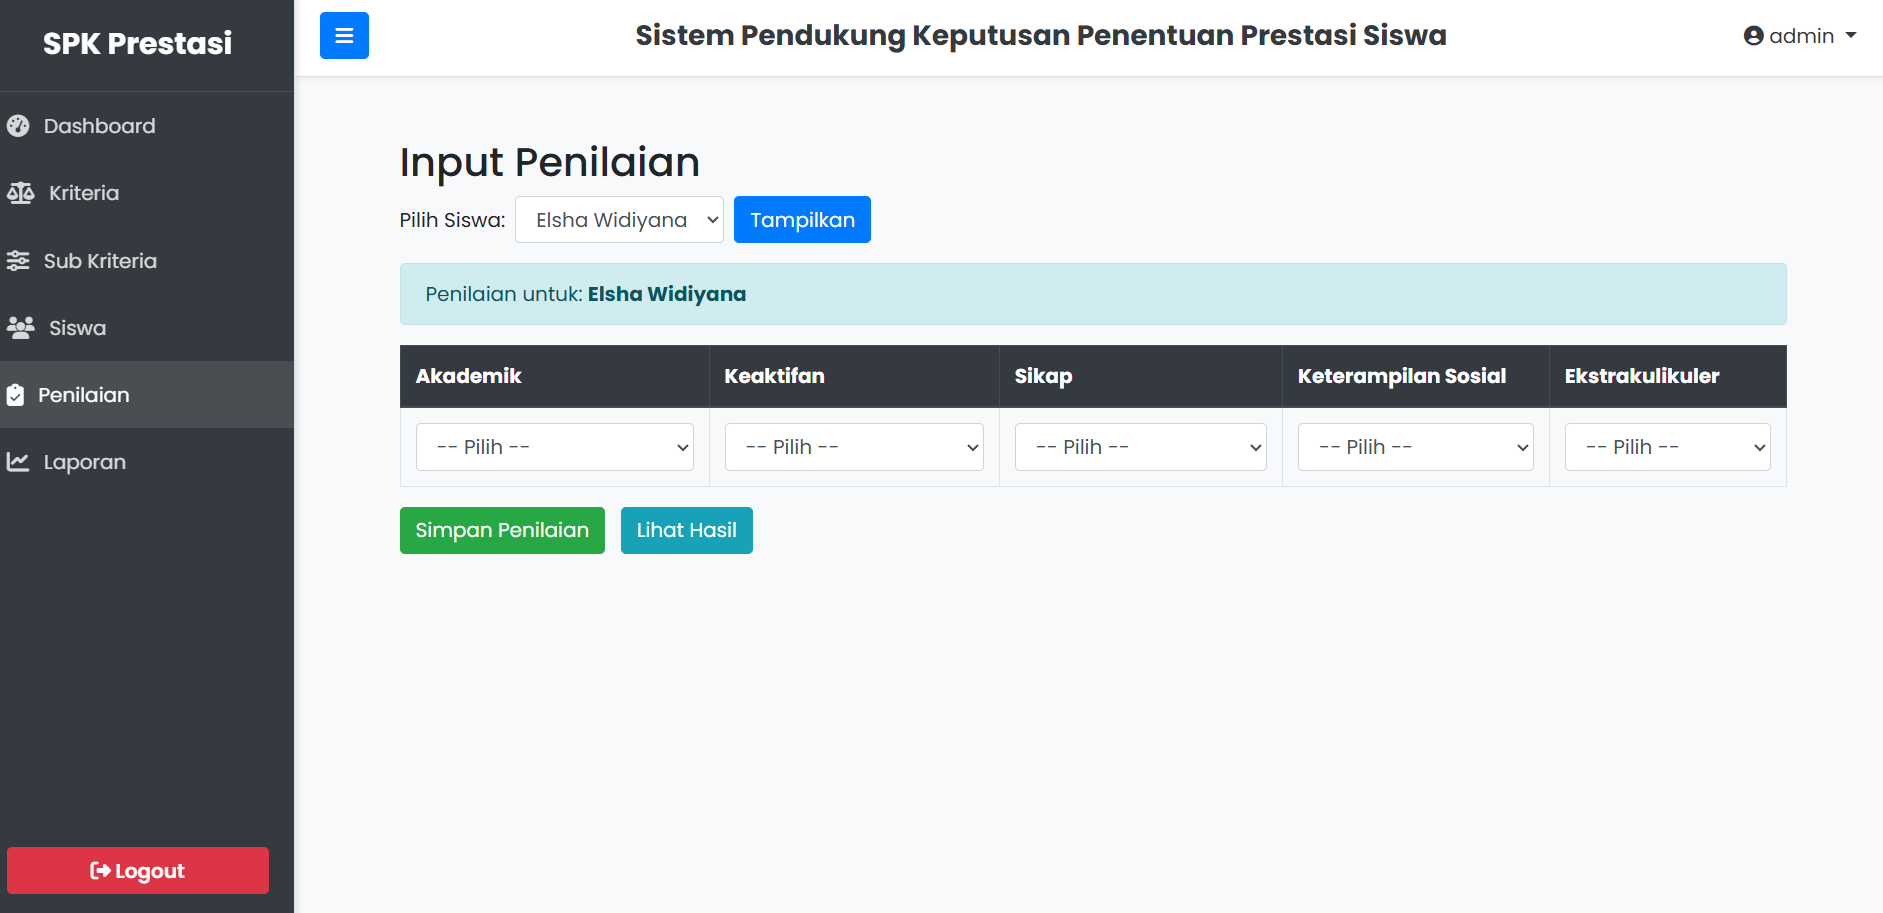 SPK Prestasi
Dashboard
Kriteria
Sub Kriteria
Siswa
Penilaian
Laporan
Logout
Sistem Pendukung Keputusan Penentuan Prestasi Siswa
admin
Input Penilaian
Pilih Siswa: Elsha Widiyana Tampilkan
Penilaian untuk: Elsha Widiyana
Akademik Keaktifan Sikap Keterampilan Sosial Ekstrakulikuler
-- Pilih -- -- Pilih -- -- Pilih -- -- Pilih -- -- Pilih --
Simpan Penilaian Lihat Hasil